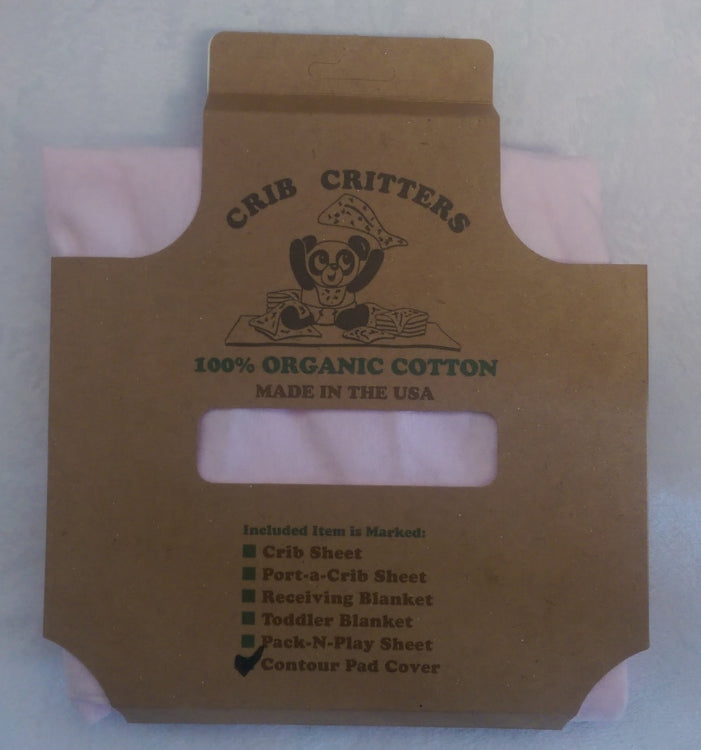 CRIB CRITTERS
100% ORGANIC COTTON
MADE IN THE USA
Included Item is Marked:
Crib Sheet
Port-a-Crib Sheet
Receiving Blanket
Toddler Blanket
Pack-N-Play Sheet
Contour Pad Cover